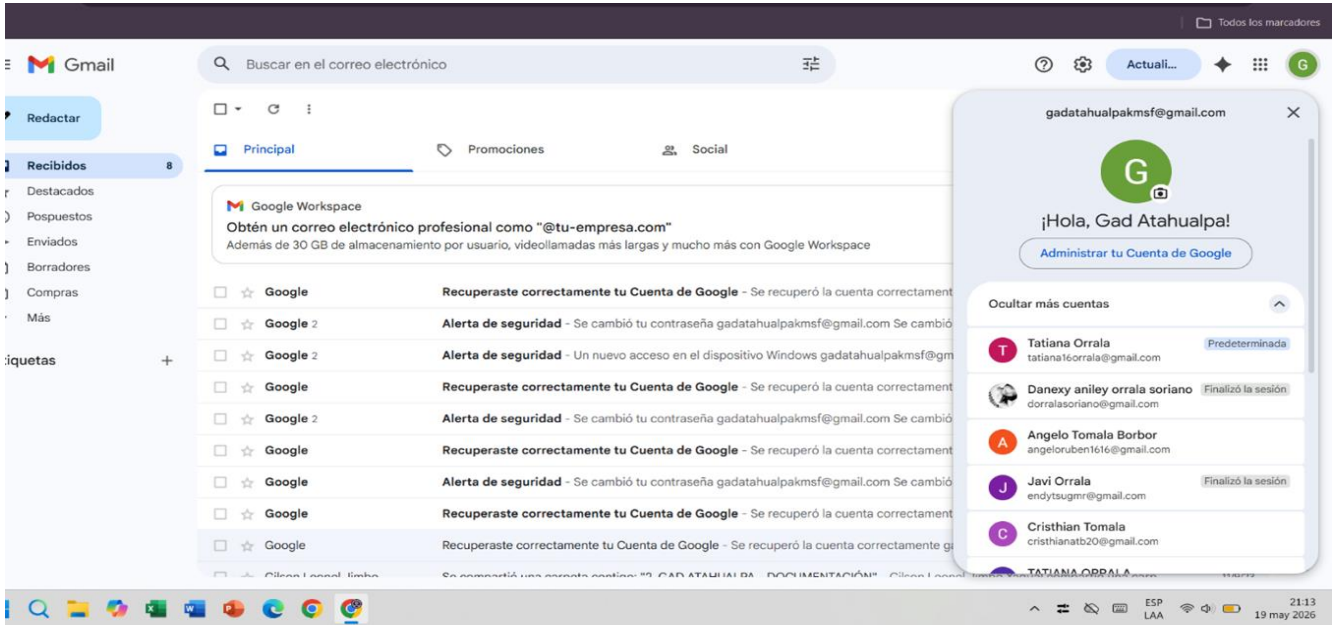 Todos los marcadores
Gmail
Buscar en el correo electrónico
Actuali...
G
Redactar
Recibidos 8
Destacados
Pospuestos
Enviados
Borradores
Compras
Más
Principal
Promociones
Social
Google Workspace
Obtén un correo electrónico profesional como "@tu-empresa.com"
Además de 30 GB de almacenamiento por usuario, videollamadas más largas y mucho más con Google Workspace
Google Recuperaste correctamente tu Cuenta de Google - Se recuperó la cuenta correctament
Google 2 Alerta de seguridad - Se cambió tu contraseña gadatahualpakmsf@gmail.com Se cambió
Google 2 Alerta de seguridad - Un nuevo acceso en el dispositivo Windows gadatahualpakmsf@gm
Google Recuperaste correctamente tu Cuenta de Google - Se recuperó la cuenta correctament
Google 2 Alerta de seguridad - Se cambió tu contraseña gadatahualpakmsf@gmail.com Se cambió
Google Recuperaste correctamente tu Cuenta de Google - Se recuperó la cuenta correctament
Google Alerta de seguridad - Se cambió tu contraseña gadatahualpakmsf@gmail.com Se cambió
Google Recuperaste correctamente tu Cuenta de Google - Se recuperó la cuenta correctament
Google Recuperaste correctamente tu Cuenta de Google - Se recuperó la cuenta correctamente
Se compartió una carpeta contigo: "2. GAD ATAHUALPA - DOCUMENTACIÓN"
gadatahualpakmsf@gmail.com
G
¡Hola, Gad Atahualpa!
Administrar tu Cuenta de Google
Ocultar más cuentas
T
Tatiana Orrala Predeterminada
tatiana16orrala@gmail.com
Danexy aniley orrala soriano Finalizó la sesión
dorralasoriano@gmail.com
A
Angelo Tomala Borbor
angeloruben1616@gmail.com
J
Javi Orrala Finalizó la sesión
endytsugmr@gmail.com
C
Cristhian Tomala
cristhianatb20@gmail.com
TATIANA ORRALA
ESP
LAA
21:13
19 may 2026